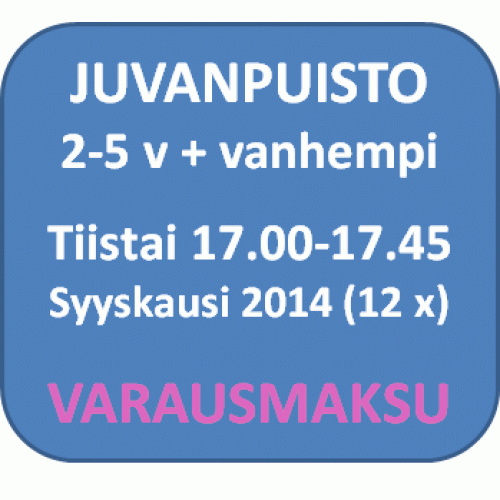 JUVANPUISTO
2-5 v + vanhempi
Tiistai 17.00-17.45
Syyskausi 2014 (12 x)
VARAUSMAKSU